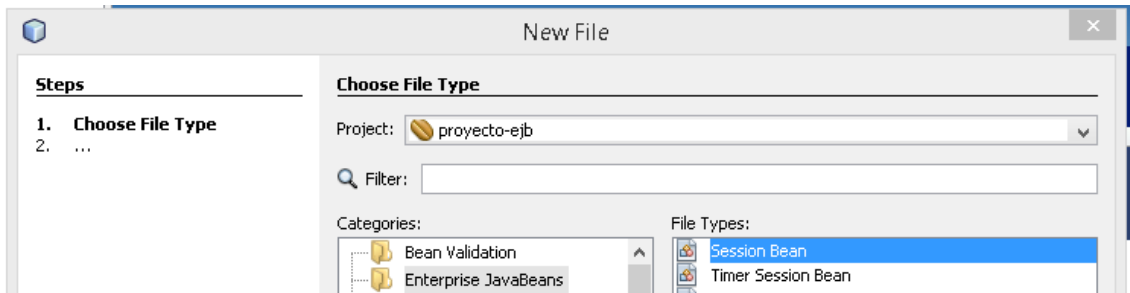 New File
Steps
1. Choose File Type
2. ...
Choose File Type
Project: proyecto-ejb
Filter:
Categories:
Bean Validation
Enterprise JavaBeans
File Types:
Session Bean
Timer Session Bean